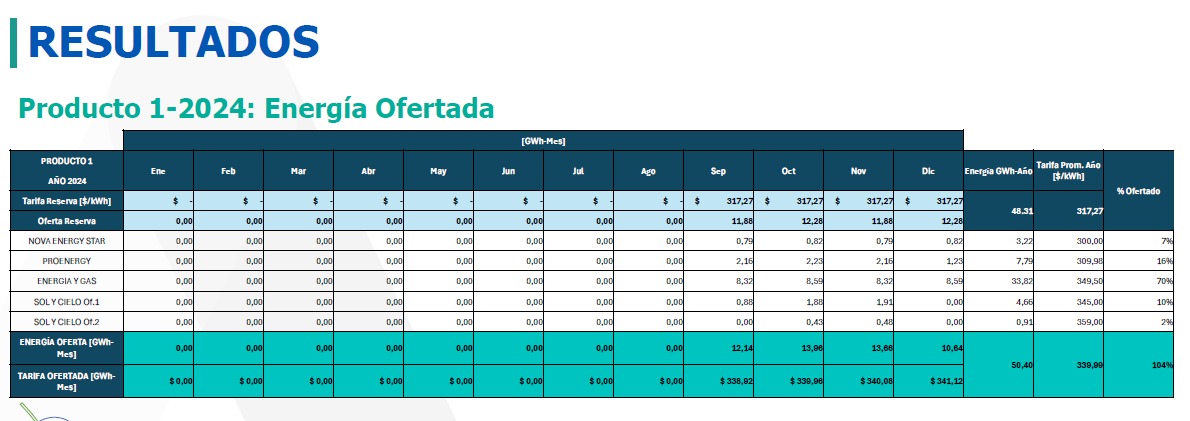 RESULTADOS
Producto 1-2024: Energía Ofertada
[GWh-Mes]
PRODUCTO 1 AÑO 2024 Ene Feb Mar Abr May Jun Jul Ago Sep Oct Nov Dic Energía GWh-Año Tarifa Prom. Año [$/kWh] % Ofertado
Tarifa Reserva [$/kWh] $ - $ - $ - $ - $ - $ - $ - $ - $ 317,27 $ 317,27 $ 317,27 $ 317,27
Oferta Reserva 0,00 0,00 0,00 0,00 0,00 0,00 0,00 0,00 11,88 12,28 11,88 12,28 48.31 317,27
NOVA ENERGY STAR 0,00 0,00 0,00 0,00 0,00 0,00 0,00 0,00 0,79 0,82 0,79 0,82 3,22 300,00 7%
PROENERGY 0,00 0,00 0,00 0,00 0,00 0,00 0,00 0,00 2,16 2,23 2,16 1,23 7,79 309,98 16%
ENERGIA Y GAS 0,00 0,00 0,00 0,00 0,00 0,00 0,00 0,00 8,32 8,59 8,32 8,59 33,82 349,50 70%
SOL Y CIELO Of.1 0,00 0,00 0,00 0,00 0,00 0,00 0,00 0,00 0,88 1,88 1,91 0,00 4,66 345,00 10%
SOL Y CIELO Of.2 0,00 0,00 0,00 0,00 0,00 0,00 0,00 0,00 0,00 0,43 0,48 0,00 0,91 359,00 2%
ENERGÍA OFERTA [GWh-Mes] 0,00 0,00 0,00 0,00 0,00 0,00 0,00 0,00 12,14 13,96 13,66 10,64 50,40 339,99 104%
TARIFA OFERTADA [GWh-Mes] $ 0,00 $ 0,00 $ 0,00 $ 0,00 $ 0,00 $ 0,00 $ 0,00 $ 0,00 $ 338,92 $ 339,96 $ 340,08 $ 341,12